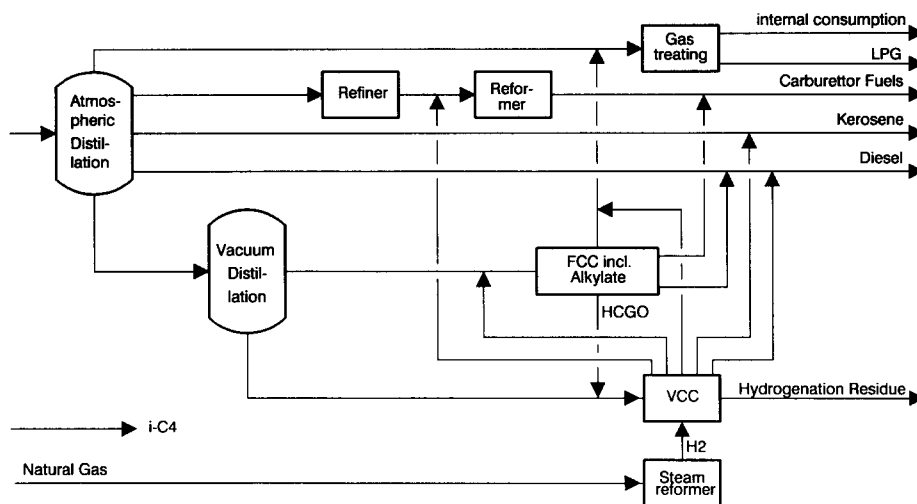 internal consumption
Gas
treating
LPG
Carburettor Fuels
Atmos-
pheric
Distil-
lation
Refiner
Refor-
mer
Kerosene
Diesel
Vacuum
Distil-
lation
FCC incl.
Alkylate
HCGO
VCC
Hydrogenation Residue
i-C4
H2
Natural Gas
Steam
reformer